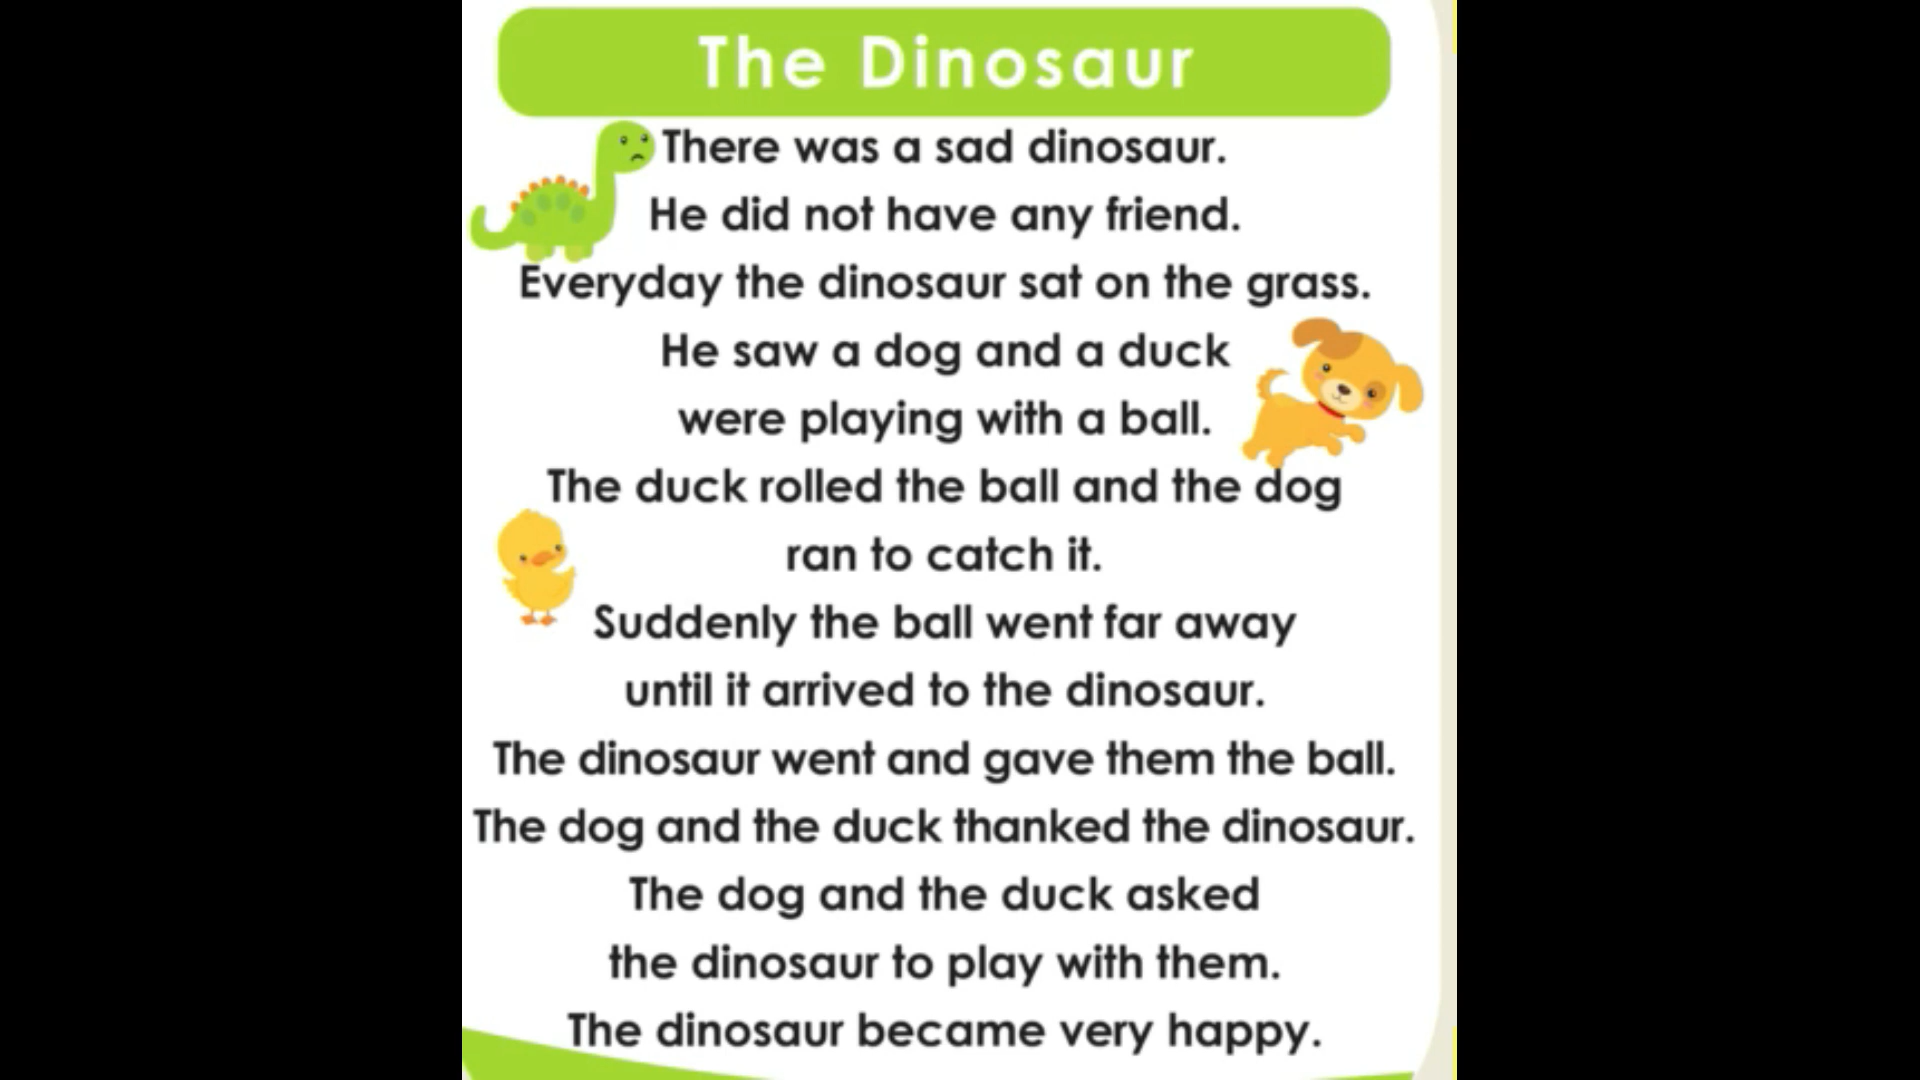 The Dinosaur
There was a sad dinosaur.
He did not have any friend.
Everyday the dinosaur sat on the grass.
He saw a dog and a duck
were playing with a ball.
The duck rolled the ball and the dog
ran to catch it.
Suddenly the ball went far away
until it arrived to the dinosaur.
The dinosaur went and gave them the ball.
The dog and the duck thanked the dinosaur.
The dog and the duck asked
the dinosaur to play with them.
The dinosaur became very happy.